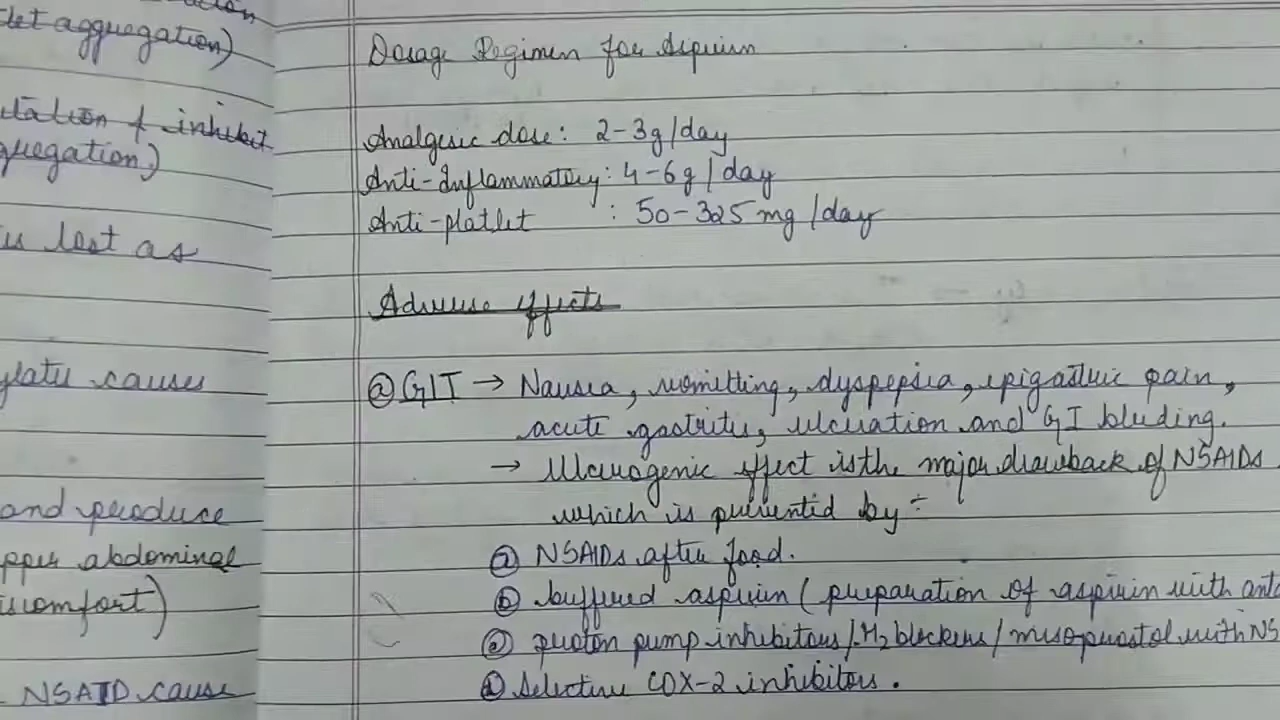 let aggregation)
tation & inhibit
gregation)
is lost as
causes
and produce
pper abdominal
iscomfort)
NSAID cause
Dosage Regimen for Aspirin
Analgesic dose: 2-3g/day
Anti-Inflammatory: 4-6g/day
Anti-platlet : 50-325 mg/day
Adverse effects
ⓐ GIT → Nausea, vomitting, dyspepsia, epigastric pain,
acute gastritis, ulceration and GI bleeding.
→ Ulcerogenic effect is the major drawback of NSAIDs
which is prevented by÷
ⓐ NSAIDs after food.
ⓑ buffered aspirin (preparation of aspirin with anta
ⓒ proton pump inhibitors/H₂ blockers/misoprostol with NS
ⓓ Selective COX-2 inhibitors.